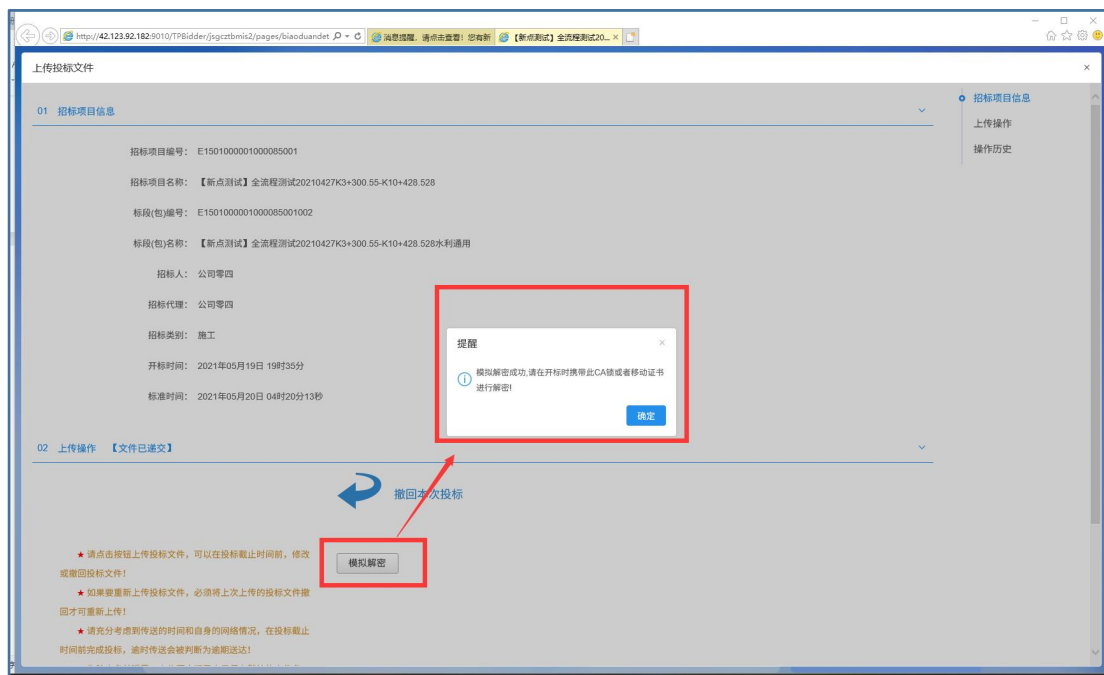 http://42.123.92.182:9010/TPBidder/jsgcztbmis2/pages/biaoduandet
消息提醒，请点击查看！您有新
【新点测试】全流程测试20...
上传投标文件
01 招标项目信息
招标项目信息
上传操作
操作历史
招标项目编号： E1501000001000085001
招标项目名称： 【新点测试】全流程测试20210427K3+300.55-K10+428.528
标段(包)编号： E1501000001000085001002
标段(包)名称： 【新点测试】全流程测试20210427K3+300.55-K10+428.528水利通用
招标人： 公司零四
招标代理： 公司零四
招标类别： 施工
开标时间： 2021年05月19日 19时35分
标准时间： 2021年05月20日 04时20分13秒
提醒
模拟解密成功,请在开标时携带此CA锁或者移动证书
进行解密!
确定
02 上传操作 【文件已递交】
撤回本次投标
模拟解密
★ 请点击按钮上传投标文件，可以在投标截止时间前，修改
或撤回投标文件！
★ 如果要重新上传投标文件，必须将上次上传的投标文件撤
回才可重新上传！
★ 请充分考虑到传送的时间和自身的网络情况，在投标截止
时间前完成投标，逾时传送会被判断为逾期送达！